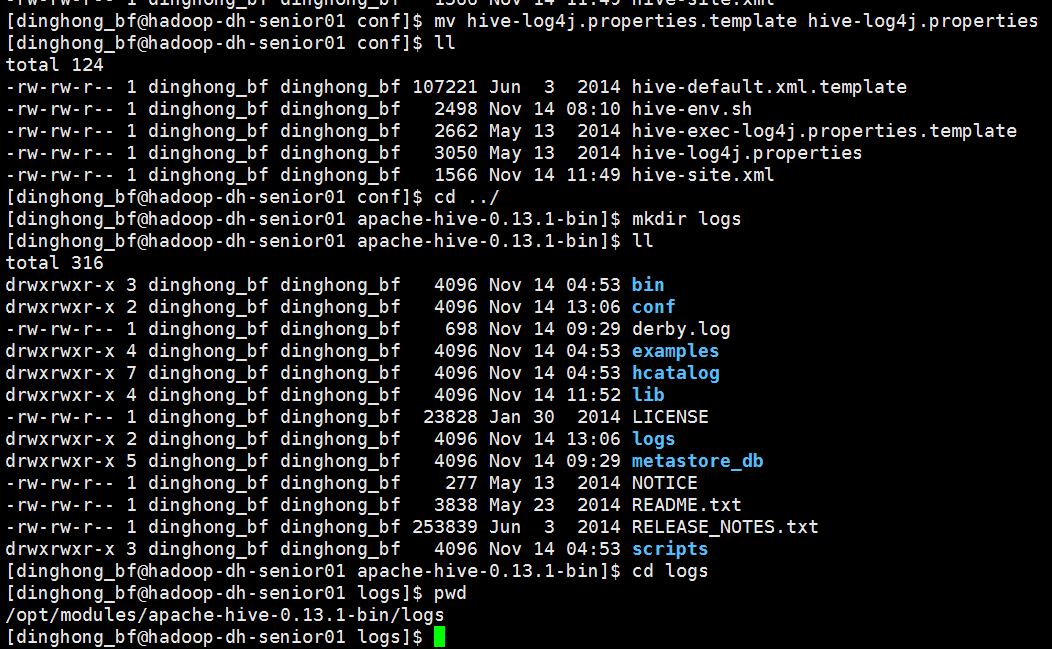 -rw-rw-r-- 1 dinghong_bf dinghong_bf   1566 Nov 14 11:49 hive-site.xml
[dinghong_bf@hadoop-dh-senior01 conf]$ mv hive-log4j.properties.template hive-log4j.properties
[dinghong_bf@hadoop-dh-senior01 conf]$ ll
total 124
-rw-rw-r-- 1 dinghong_bf dinghong_bf 107221 Jun  3  2014 hive-default.xml.template
-rw-rw-r-- 1 dinghong_bf dinghong_bf   2498 Nov 14 08:10 hive-env.sh
-rw-rw-r-- 1 dinghong_bf dinghong_bf   2662 May 13  2014 hive-exec-log4j.properties.template
-rw-rw-r-- 1 dinghong_bf dinghong_bf   3050 May 13  2014 hive-log4j.properties
-rw-rw-r-- 1 dinghong_bf dinghong_bf   1566 Nov 14 11:49 hive-site.xml
[dinghong_bf@hadoop-dh-senior01 conf]$ cd ../
[dinghong_bf@hadoop-dh-senior01 apache-hive-0.13.1-bin]$ mkdir logs
[dinghong_bf@hadoop-dh-senior01 apache-hive-0.13.1-bin]$ ll
total 316
drwxrwxr-x 3 dinghong_bf dinghong_bf   4096 Nov 14 04:53 bin
drwxrwxr-x 2 dinghong_bf dinghong_bf   4096 Nov 14 13:06 conf
-rw-rw-r-- 1 dinghong_bf dinghong_bf    698 Nov 14 09:29 derby.log
drwxrwxr-x 4 dinghong_bf dinghong_bf   4096 Nov 14 04:53 examples
drwxrwxr-x 7 dinghong_bf dinghong_bf   4096 Nov 14 04:53 hcatalog
drwxrwxr-x 4 dinghong_bf dinghong_bf   4096 Nov 14 11:52 lib
-rw-rw-r-- 1 dinghong_bf dinghong_bf  23828 Jan 30  2014 LICENSE
drwxrwxr-x 2 dinghong_bf dinghong_bf   4096 Nov 14 13:06 logs
drwxrwxr-x 5 dinghong_bf dinghong_bf   4096 Nov 14 09:29 metastore_db
-rw-rw-r-- 1 dinghong_bf dinghong_bf    277 May 13  2014 NOTICE
-rw-rw-r-- 1 dinghong_bf dinghong_bf   3838 May 23  2014 README.txt
-rw-rw-r-- 1 dinghong_bf dinghong_bf 253839 Jun  3  2014 RELEASE_NOTES.txt
drwxrwxr-x 3 dinghong_bf dinghong_bf   4096 Nov 14 04:53 scripts
[dinghong_bf@hadoop-dh-senior01 apache-hive-0.13.1-bin]$ cd logs
[dinghong_bf@hadoop-dh-senior01 logs]$ pwd
/opt/modules/apache-hive-0.13.1-bin/logs
[dinghong_bf@hadoop-dh-senior01 logs]$